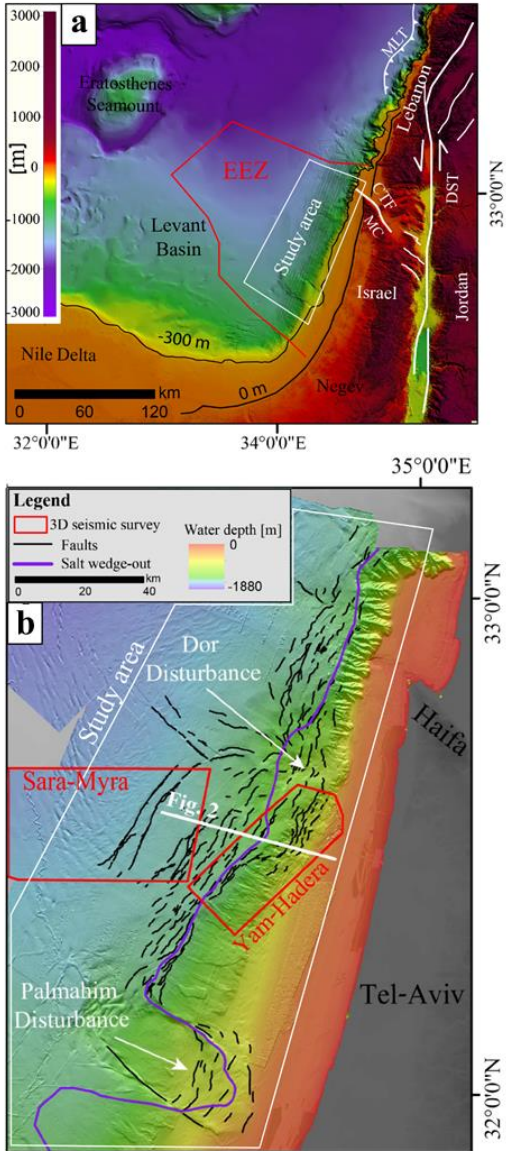 a
3000
2000
1000
0
-1000
-2000
-3000
[m]
Eratosthenes
Seamount
MLT
Lebanon
EEZ
Levant
Basin
Study area
CTF
MC
DST
33°0'0"N
Israel
Jordan
-300 m
Nile Delta
0 m
Negev
km
0 60 120
32°0'0"E
34°0'0"E
35°0'0"E
Legend
3D seismic survey
Faults
Salt wedge-out
km
0 20 40
Water depth [m]
0
-1880
b
33°0'0"N
Dor
Disturbance
Study area
Haifa
Sara-Myra
Fig. 2
Yam-Hadera
Tel-Aviv
Palmahim
Disturbance
32°0'0"N